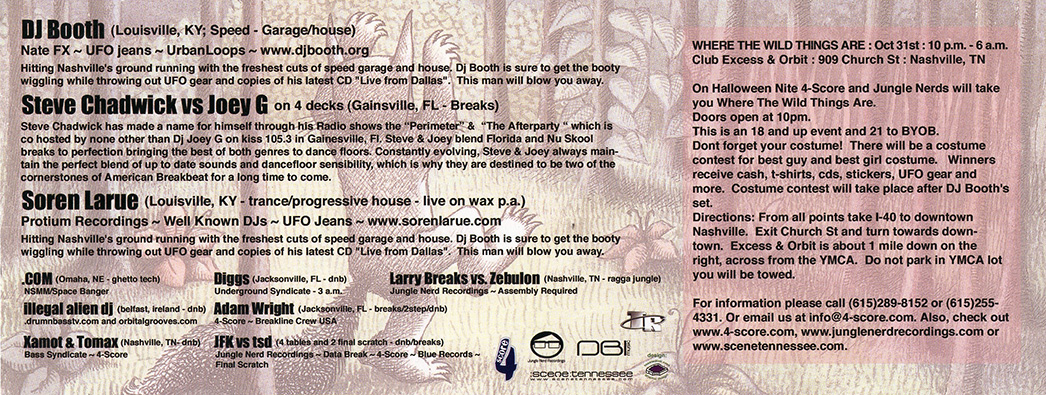 DJ Booth (Louisville, KY; Speed - Garage/house)
Nate FX ~ UFO jeans ~ UrbanLoops ~ www.djbooth.org
Hitting Nashville's ground running with the freshest cuts of speed garage and house. Dj Booth is sure to get the booty
wiggling while throwing out UFO gear and copies of his latest CD "Live from Dallas". This man will blow you away.
Steve Chadwick vs Joey G on 4 decks (Gainsville, FL - Breaks)
Steve Chadwick has made a name for himself through his Radio shows the "Perimeter" & "The Afterparty " which is
co hosted by none other than Dj Joey G on kiss 105.3 in Gainesville, Fl. Steve & Joey blend Florida and Nu Skool
breaks to perfection bringing the best of both genres to dance floors. Constantly evolving, Steve & Joey always main-
tain the perfect blend of up to date sounds and dancefloor sensibility, which is why they are destined to be two of the
cornerstones of American Breakbeat for a long time to come.
Soren Larue (Louisville, KY - trance/progressive house - live on wax p.a.)
Protium Recordings ~ Well Known DJs ~ UFO Jeans ~ www.sorenlarue.com
Hitting Nashville's ground running with the freshest cuts of speed garage and house. Dj Booth is sure to get the booty
wiggling while throwing out UFO gear and copies of his latest CD "Live from Dallas". This man will blow you away.
.COM (Omaha, NE - ghetto tech)
NSMM/Space Banger
Diggs (Jacksonville, FL - dnb)
Underground Syndicate - 3 a.m.
Larry Breaks vs. Zebulon (Nashville, TN - ragga jungle)
Jungle Nerd Recordings ~ Assembly Required
illegal alien dj (belfast, ireland - dnb)
.drumnbasstv.com and orbitalgrooves.com
Adam Wright (Jacksonville, FL - breaks/2step/dnb)
4-Score ~ Breakline Crew USA
Xamot & Tomax (Nashville, TN- dnb)
Bass Syndicate ~ 4-Score
JFK vs tsd (4 tables and 2 final scratch - dnb/breaks)
Jungle Nerd Recordings ~ Data Break ~ 4-Score ~ Blue Records ~
Final Scratch
4 score
Jungle Nerd Recordings
DB
design:
:scene:tennessee
www.scenetennessee.com
WHERE THE WILD THINGS ARE : Oct 31st : 10 p.m. - 6 a.m.
Club Excess & Orbit : 909 Church St : Nashville, TN
On Halloween Nite 4-Score and Jungle Nerds will take
you Where The Wild Things Are.
Doors open at 10pm.
This is an 18 and up event and 21 to BYOB.
Dont forget your costume! There will be a costume
contest for best guy and best girl costume. Winners
receive cash, t-shirts, cds, stickers, UFO gear and
more. Costume contest will take place after DJ Booth's
set.
Directions: From all points take I-40 to downtown
Nashville. Exit Church St and turn towards down-
town. Excess & Orbit is about 1 mile down on the
right, across from the YMCA. Do not park in YMCA lot
you will be towed.
For information please call (615)289-8152 or (615)255-
4331. Or email us at info@4-score.com. Also, check out
www.4-score.com, www.junglenerdrecordings.com or
www.scenetennessee.com.